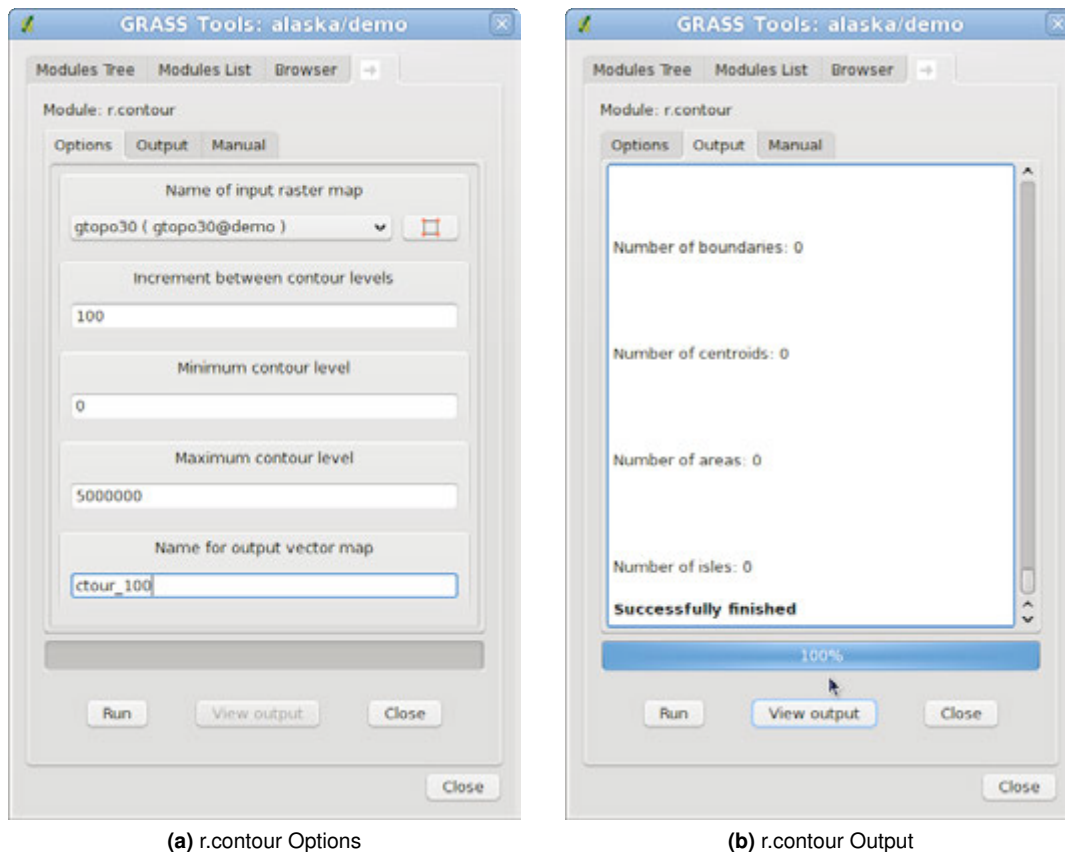 GRASS Tools: alaska/demo
Modules Tree Modules List Browser
Module: r.contour
Options Output Manual
Name of input raster map
gtopo30 ( gtopo30@demo )
Increment between contour levels
100
Minimum contour level
0
Maximum contour level
5000000
Name for output vector map
ctour_100
Run View output Close
Close
(a) r.contour Options
GRASS Tools: alaska/demo
Modules Tree Modules List Browser
Module: r.contour
Options Output Manual
Number of boundaries: 0
Number of centroids: 0
Number of areas: 0
Number of isles: 0
Successfully finished
100%
Run View output Close
Close
(b) r.contour Output